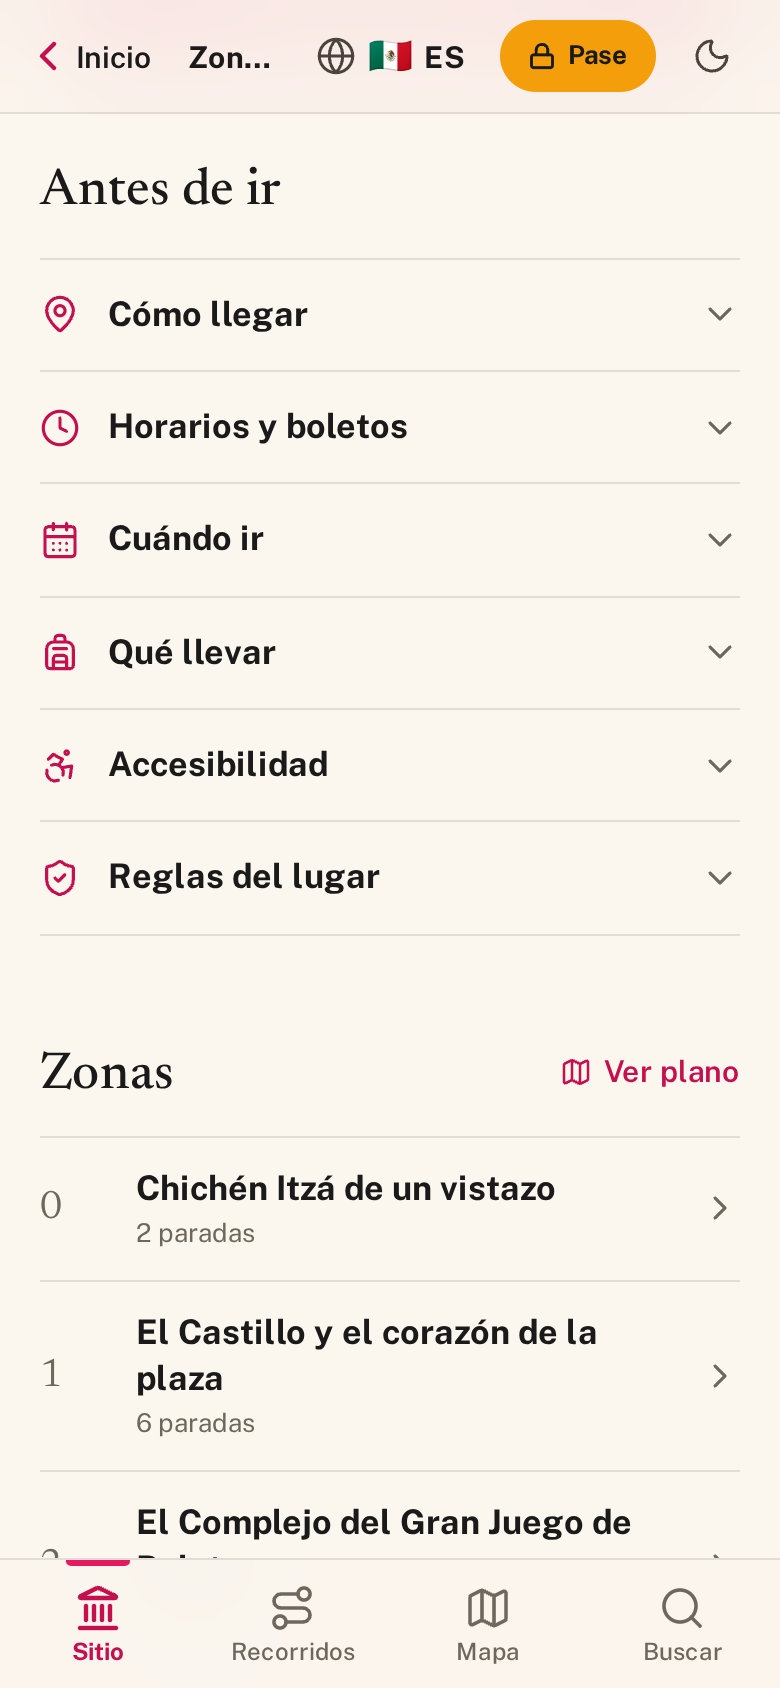 Inicio Zon... ES Pase
Antes de ir
Cómo llegar
Horarios y boletos
Cuándo ir
Qué llevar
Accesibilidad
Reglas del lugar
Zonas Ver plano
0 Chichén Itzá de un vistazo
2 paradas
1 El Castillo y el corazón de la
plaza
6 paradas
El Complejo del Gran Juego de
Sitio Recorridos Mapa Buscar